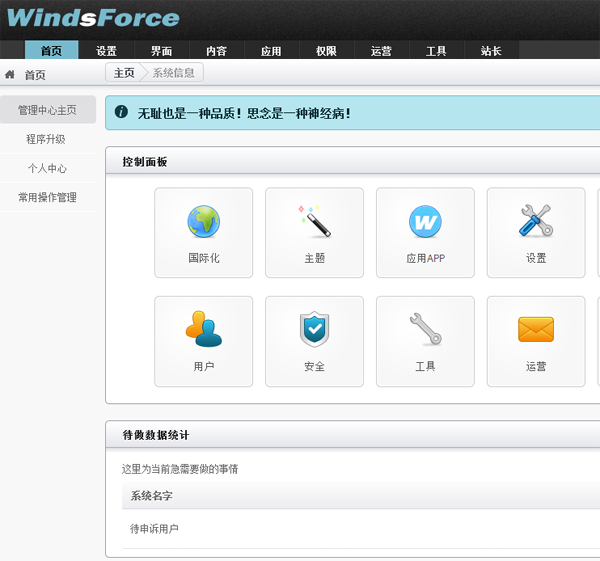 WindsForce
首页 设置 界面 内容 应用 权限 运营 工具 站长
首页
主页 系统信息
管理中心主页
程序升级
个人中心
常用操作管理
无耻也是一种品质！思念是一种神经病！
控制面板
国际化 主题 应用APP 设置
用户 安全 工具 运营
待做数据统计
这里为当前急需要做的事情
系统名字
待申诉用户